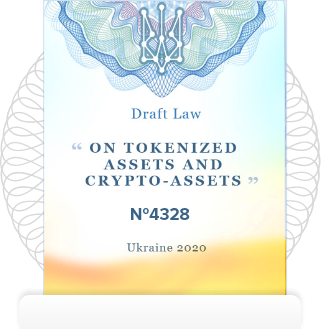 Draft Law
“ ON TOKENIZED
ASSETS AND
CRYPTO-ASSETS ”
Nº4328
Ukraine 2020